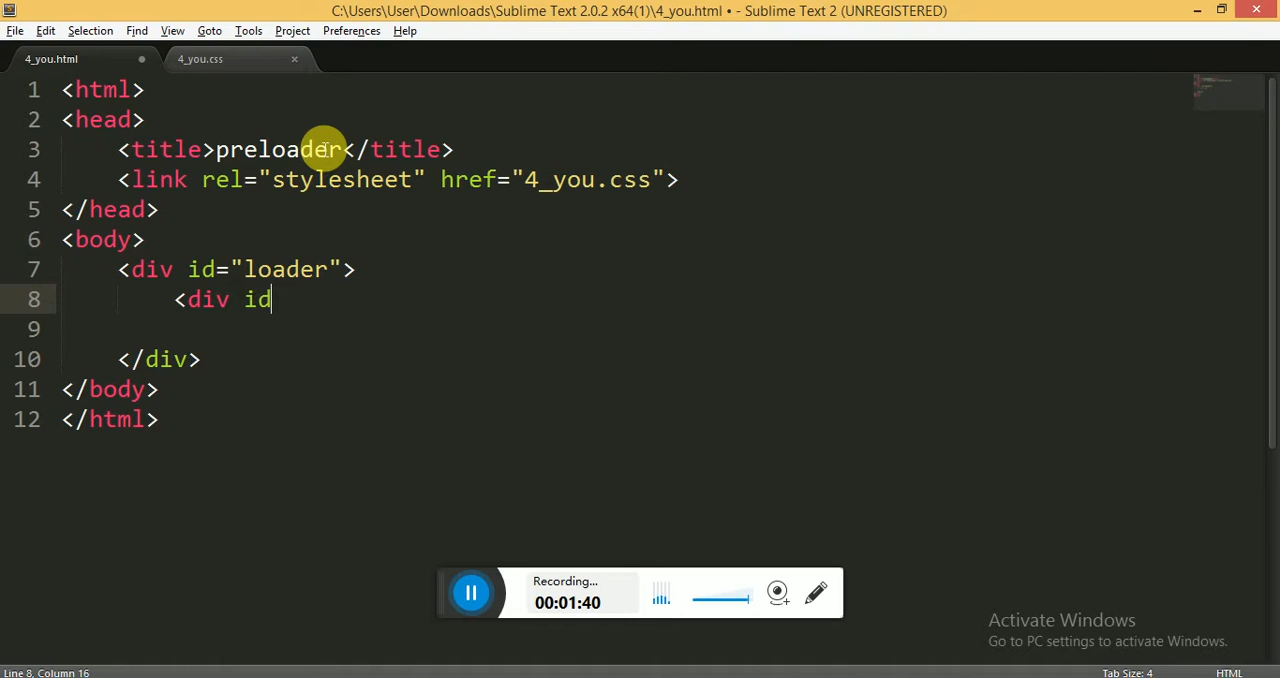 C:\Users\User\Downloads\Sublime Text 2.0.2 x64(1)\4_you.html • - Sublime Text 2 (UNREGISTERED)
File Edit Selection Find View Goto Tools Project Preferences Help
4_you.html 4_you.css
1 <html>
2 <head>
3 <title>preloader</title>
4 <link rel="stylesheet" href="4_you.css">
5 </head>
6 <body>
7 <div id="loader">
8 <div id
9
10 </div>
11 </body>
12 </html>
Recording...
00:01:40
Activate Windows
Go to PC settings to activate Windows.
Line 8, Column 16 Tab Size: 4 HTML